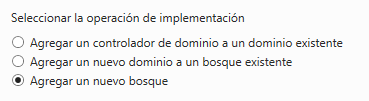 Seleccionar la operación de implementación
Agregar un controlador de dominio a un dominio existente
Agregar un nuevo dominio a un bosque existente
Agregar un nuevo bosque